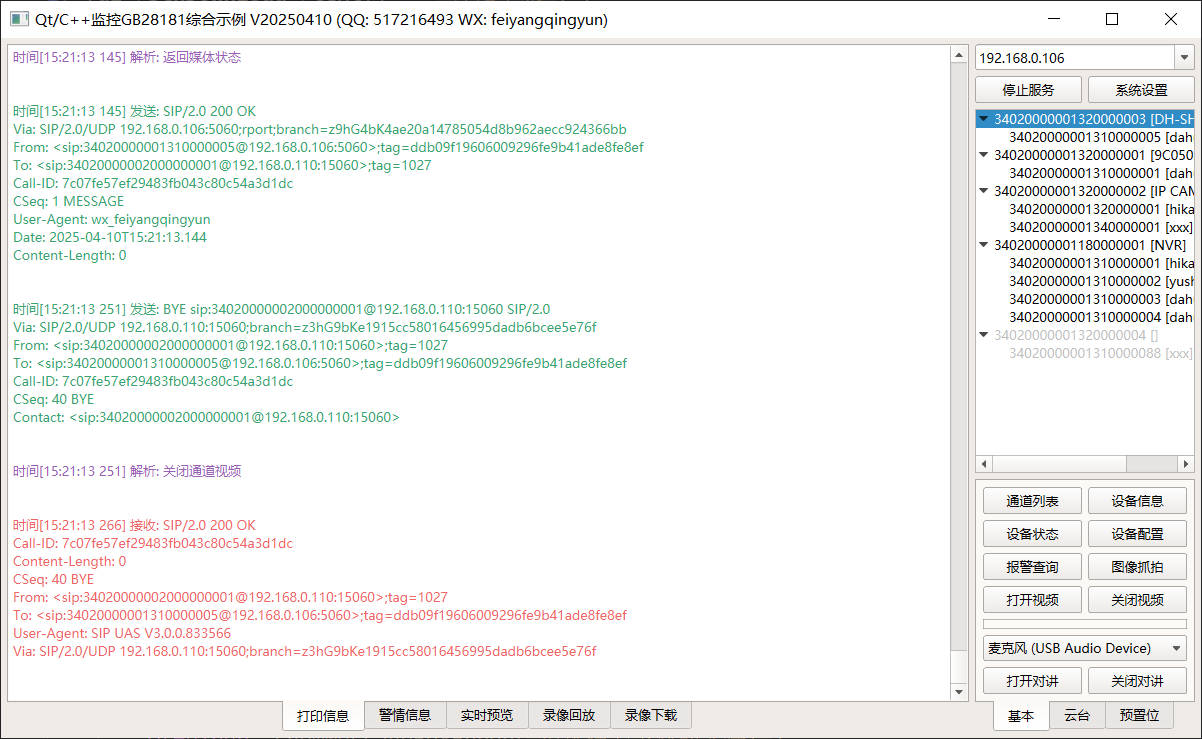 Qt/C++监控GB28181综合示例 V20250410 (QQ: 517216493 WX: feiyangqingyun)
时间[15:21:13 145] 解析: 返回媒体状态
时间[15:21:13 145] 发送: SIP/2.0 200 OK
Via: SIP/2.0/UDP 192.168.0.106:5060;rport;branch=z9hG4bK4ae20a14785054d8b962aecc924366bb
From: <sip:34020000001310000005@192.168.0.106:5060>;tag=ddb09f19606009296fe9b41ade8fe8ef
To: <sip:34020000002000000001@192.168.0.110:15060>;tag=1027
Call-ID: 7c07fe57ef29483fb043c80c54a3d1dc
CSeq: 1 MESSAGE
User-Agent: wx_feiyangqingyun
Date: 2025-04-10T15:21:13.144
Content-Length: 0
时间[15:21:13 251] 发送: BYE sip:34020000002000000001@192.168.0.110:15060 SIP/2.0
Via: SIP/2.0/UDP 192.168.0.110:15060;branch=z3hG9bKe1915cc58016456995dadb6bcee5e76f
From: <sip:34020000002000000001@192.168.0.110:15060>;tag=1027
To: <sip:34020000001310000005@192.168.0.106:5060>;tag=ddb09f19606009296fe9b41ade8fe8ef
Call-ID: 7c07fe57ef29483fb043c80c54a3d1dc
CSeq: 40 BYE
Contact: <sip:34020000002000000001@192.168.0.110:15060>
时间[15:21:13 251] 解析: 关闭通道视频
时间[15:21:13 266] 接收: SIP/2.0 200 OK
Call-ID: 7c07fe57ef29483fb043c80c54a3d1dc
Content-Length: 0
CSeq: 40 BYE
From: <sip:34020000002000000001@192.168.0.110:15060>;tag=1027
To: <sip:34020000001310000005@192.168.0.106:5060>;tag=ddb09f19606009296fe9b41ade8fe8ef
User-Agent: SIP UAS V3.0.0.833566
Via: SIP/2.0/UDP 192.168.0.110:15060;branch=z3hG9bKe1915cc58016456995dadb6bcee5e76f
打印信息 警情信息 实时预览 录像回放 录像下载
192.168.0.106
停止服务 系统设置
34020000001320000003 [DH-SH
34020000001310000005 [dah
34020000001320000001 [9C050
34020000001310000001 [dah
34020000001320000002 [IP CAM
34020000001320000001 [hika
34020000001340000001 [xxx]
34020000001180000001 [NVR]
34020000001310000001 [hika
34020000001310000002 [yush
34020000001310000003 [dah
34020000001310000004 [dah
34020000001320000004 []
34020000001310000088 [xxx]
通道列表 设备信息
设备状态 设备配置
报警查询 图像抓拍
打开视频 关闭视频
麦克风 (USB Audio Device)
打开对讲 关闭对讲
基本 云台 预置位